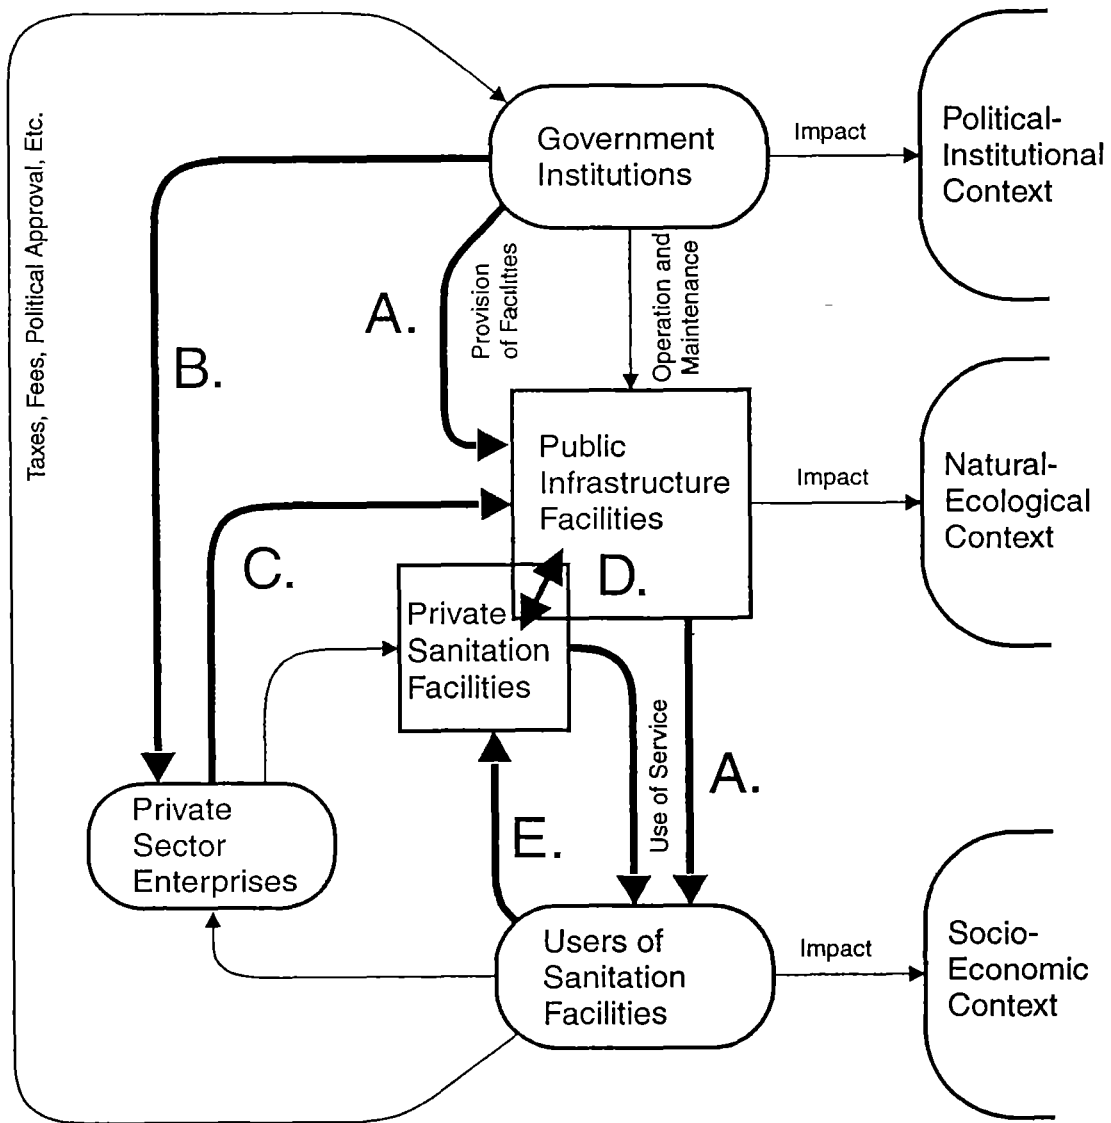 Taxes, Fees, Political Approval, Etc.
Government
Institutions
Impact
Political-
Institutional
Context
A.
Provision
of Facilities
Operation and
Maintenance
B.
Public
Infrastructure
Facilities
Impact
Natural-
Ecological
Context
C.
D.
Private
Sanitation
Facilities
Use of Service
A.
Private
Sector
Enterprises
E.
Users of
Sanitation
Facilities
Impact
Socio-
Economic
Context